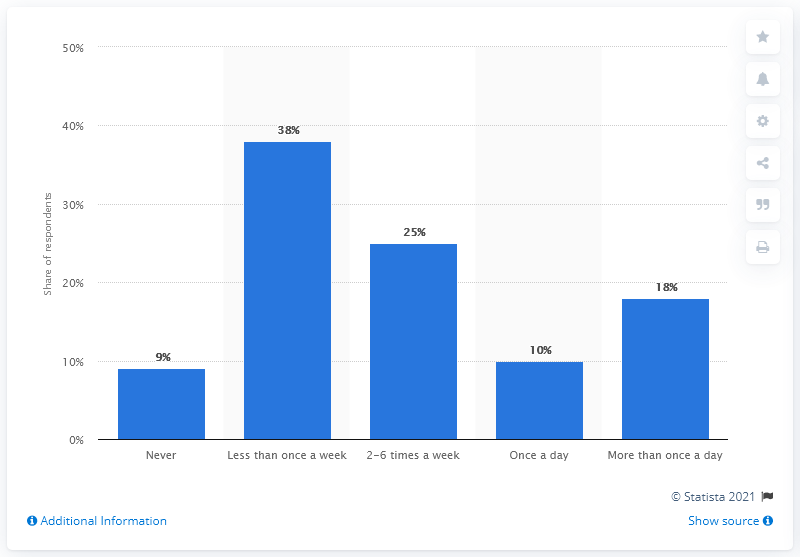 50%
40%
30%
20%
10%
0%
Share of respondents
9%
38%
25%
10%
18%
Never
Less than once a week
2-6 times a week
Once a day
More than once a day
© Statista 2021
Additional Information
Show source